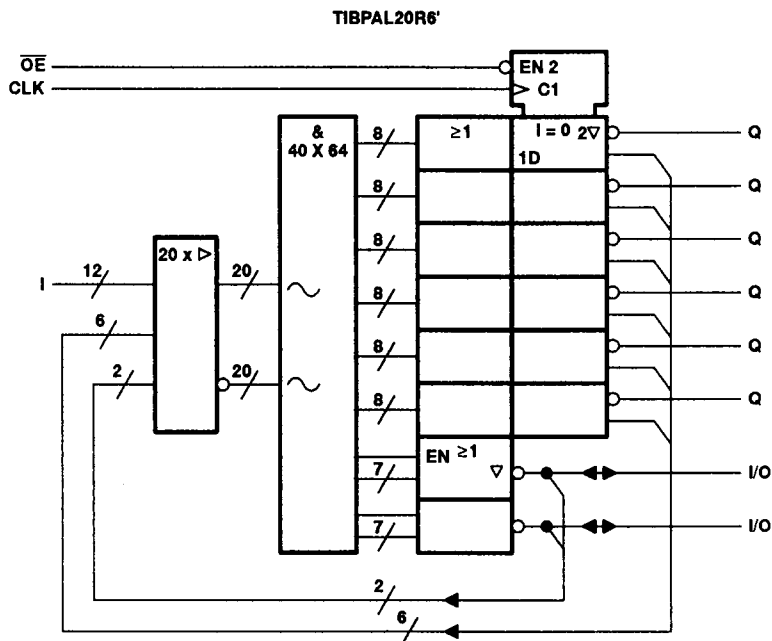 TIBPAL20R6'
OE
CLK
EN 2
C1
&
40 X 64
8
≥1
I = 0 2▽
1D
Q
8
Q
8
Q
20 x ▷
I
12
20
8
Q
6
8
Q
2
20
8
Q
EN ≥1
▽
7
I/O
7
I/O
2
6